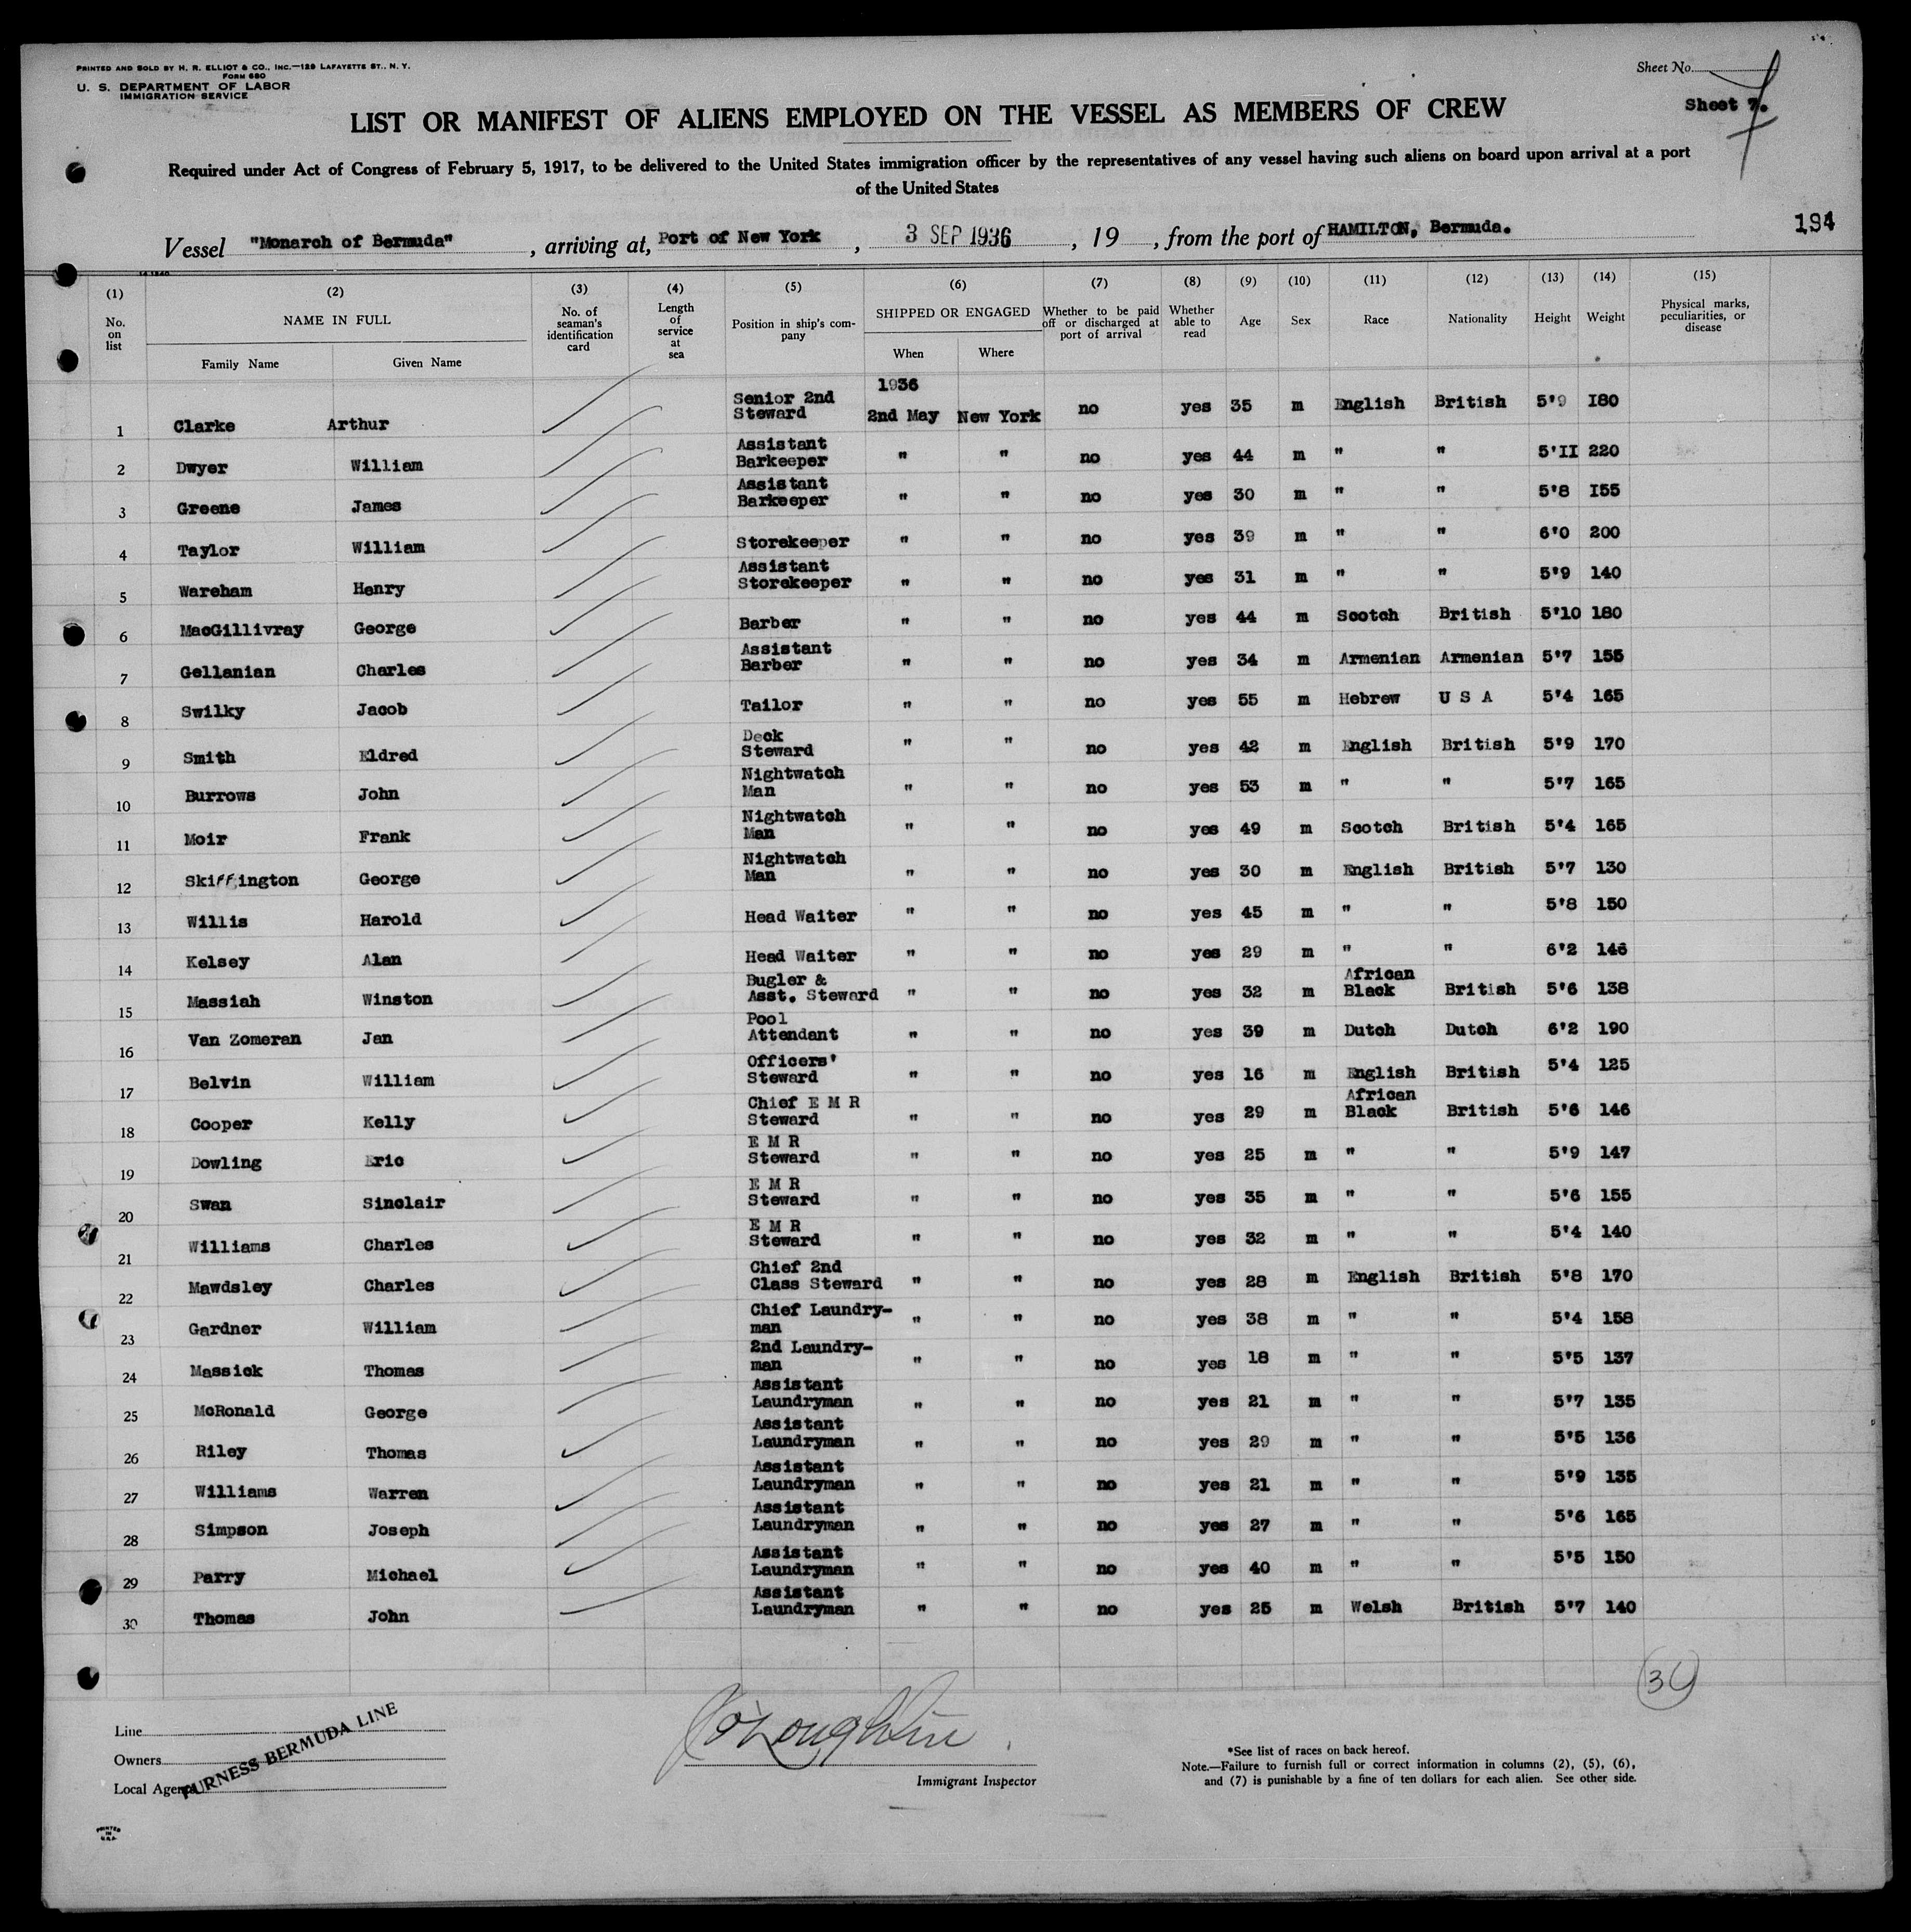 PRINTED AND SOLD BY H. R. ELLIOT & CO., INC.—129 LAFAYETTE ST., N. Y.
FORM 680
U. S. DEPARTMENT OF LABOR
IMMIGRATION SERVICE
Sheet No.
Sheet 7.
7
LIST OR MANIFEST OF ALIENS EMPLOYED ON THE VESSEL AS MEMBERS OF CREW
Required under Act of Congress of February 5, 1917, to be delivered to the United States immigration officer by the representatives of any vessel having such aliens on board upon arrival at a port
of the United States
Vessel "Monarch of Bermuda", arriving at, Port of New York, 3 SEP 1936, 19, from the port of HAMILTON, Bermuda. 194
(1) (2) (3) (4) (5) (6) (7) (8) (9) (10) (11) (12) (13) (14) (15)
No. on list NAME IN FULL Family Name Given Name No. of seaman's identification card Length of service at sea Position in ship's company SHIPPED OR ENGAGED When Where Whether to be paid off or discharged at port of arrival Whether able to read Age Sex Race Nationality Height Weight Physical marks, peculiarities, or disease
1936
1 Clarke Arthur Senior 2nd Steward 2nd May New York no yes 35 m English British 5'9 I80
2 Dwyer William Assistant Barkeeper " " no yes 44 m " " 5'II 220
3 Greene James Assistant Barkeeper " " no yes 30 m " " 5'8 I55
4 Taylor William Storekeeper " " no yes 39 m " " 6'0 200
5 Wareham Henry Assistant Storekeeper " " no yes 31 m " " 5'9 140
6 MacGillivray George Barber " " no yes 44 m Scotch British 5'10 180
7 Gellanian Charles Assistant Barber " " no yes 34 m Armenian Armenian 5'7 155
8 Swilky Jacob Tailor " " no yes 55 m Hebrew U S A 5'4 165
9 Smith Eldred Deck Steward " " no yes 42 m English British 5'9 170
10 Burrows John Nightwatch Man " " no yes 53 m " " 5'7 165
11 Moir Frank Nightwatch Man " " no yes 49 m Scotch British 5'4 165
12 Skiffington George Nightwatch Man " " no yes 30 m English British 5'7 130
13 Willis Harold Head Waiter " " no yes 45 m " " 5'8 150
14 Kelsey Alan Head Waiter " " no yes 29 m " " 6'2 146
15 Massiah Winston Bugler & Asst. Steward " " no yes 32 m African Black British 5'6 138
16 Van Zomeran Jan Pool Attendant " " no yes 39 m Dutch Dutch 6'2 190
17 Belvin William Officers' Steward " " no yes 16 m English British 5'4 125
18 Cooper Kelly Chief E M R Steward " " no yes 29 m African Black British 5'6 146
19 Dowling Eric E M R Steward " " no yes 25 m " " 5'9 147
20 Swan Sinclair E M R Steward " " no yes 35 m " " 5'6 155
21 Williams Charles E M R Steward " " no yes 32 m " " 5'4 140
22 Mawdsley Charles Chief 2nd Class Steward " " no yes 28 m English British 5'8 170
23 Gardner William Chief Laundry-man " " no yes 38 m " " 5'4 158
24 Massick Thomas 2nd Laundry-man " " no yes 18 m " " 5'5 137
25 McRonald George Assistant Laundryman " " no yes 21 m " " 5'7 135
26 Riley Thomas Assistant Laundryman " " no yes 29 m " " 5'5 136
27 Williams Warren Assistant Laundryman " " no yes 21 m " " 5'9 135
28 Simpson Joseph Assistant Laundryman " " no yes 27 m " " 5'6 165
29 Parry Michael Assistant Laundryman " " no yes 40 m " " 5'5 150
30 Thomas John Assistant Laundryman " " no yes 25 m Welsh British 5'7 140
30
Line
Owners
Local Agents
FURNESS BERMUDA LINE
J O'Loughlin
Immigrant Inspector
*See list of races on back hereof.
Note.—Failure to furnish full or correct information in columns (2), (5), (6),
and (7) is punishable by a fine of ten dollars for each alien. See other side.
PRINTED
IN
U.S.A.